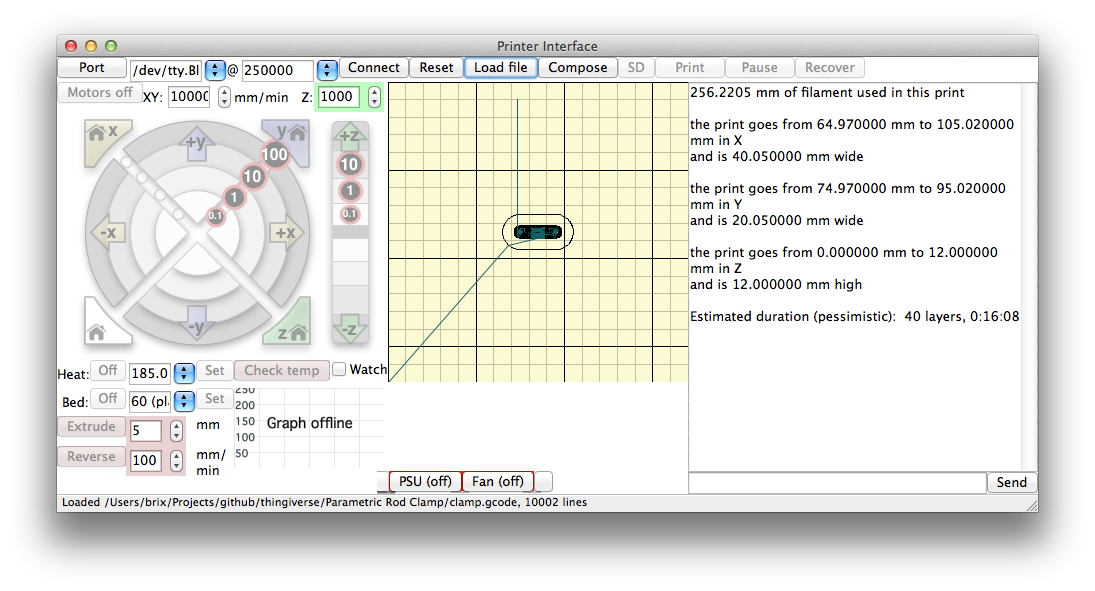 Printer Interface
Port /dev/tty.Bl @ 250000 Connect Reset Load file Compose SD Print Pause Recover
Motors off XY: 10000 mm/min Z: 1000
x +y y 100 10 1 0.1 -x +x -y z
+z 10 1 0.1 -z
Heat: Off 185.0 Set Check temp Watch
Bed: Off 60 (pl Set
Extrude 5 mm
Reverse 100 mm/
min
250
200
150
100
50
Graph offline
PSU (off) Fan (off)
256.2205 mm of filament used in this print
the print goes from 64.970000 mm to 105.020000
mm in X
and is 40.050000 mm wide
the print goes from 74.970000 mm to 95.020000
mm in Y
and is 20.050000 mm wide
the print goes from 0.000000 mm to 12.000000
mm in Z
and is 12.000000 mm high
Estimated duration (pessimistic): 40 layers, 0:16:08
Send
Loaded /Users/brix/Projects/github/thingiverse/Parametric Rod Clamp/clamp.gcode, 10002 lines